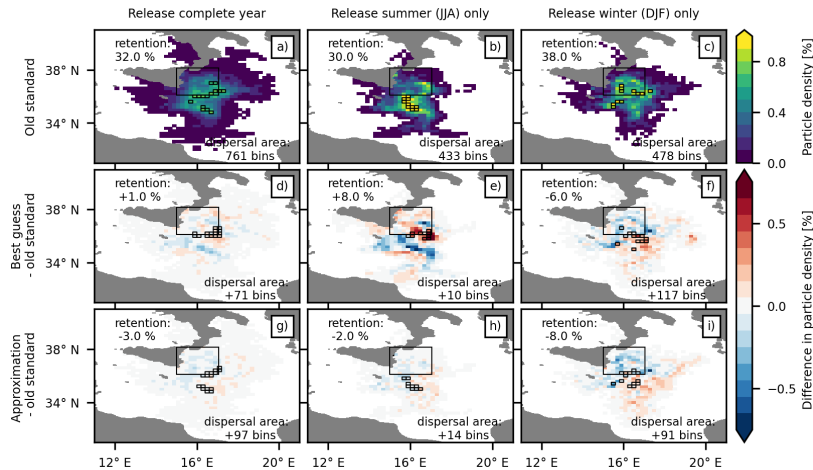 Release complete year
Release summer (JJA) only
Release winter (DJF) only
Old standard
38° N
34° N
retention:
32.0 %
a)
dispersal area:
761 bins
retention:
30.0 %
b)
dispersal area:
433 bins
retention:
38.0 %
c)
dispersal area:
478 bins
0.8
0.4
0.0
Particle density [%]
Best guess
- old standard
38° N
34° N
retention:
+1.0 %
d)
dispersal area:
+71 bins
retention:
+8.0 %
e)
dispersal area:
+10 bins
retention:
-6.0 %
f)
dispersal area:
+117 bins
Approximation
- old standard
38° N
34° N
retention:
-3.0 %
g)
dispersal area:
+97 bins
retention:
-2.0 %
h)
dispersal area:
+14 bins
retention:
-8.0 %
i)
dispersal area:
+91 bins
0.5
0.0
−0.5
Difference in particle density [%]
12° E
16° E
20° E
12° E
16° E
20° E
12° E
16° E
20° E